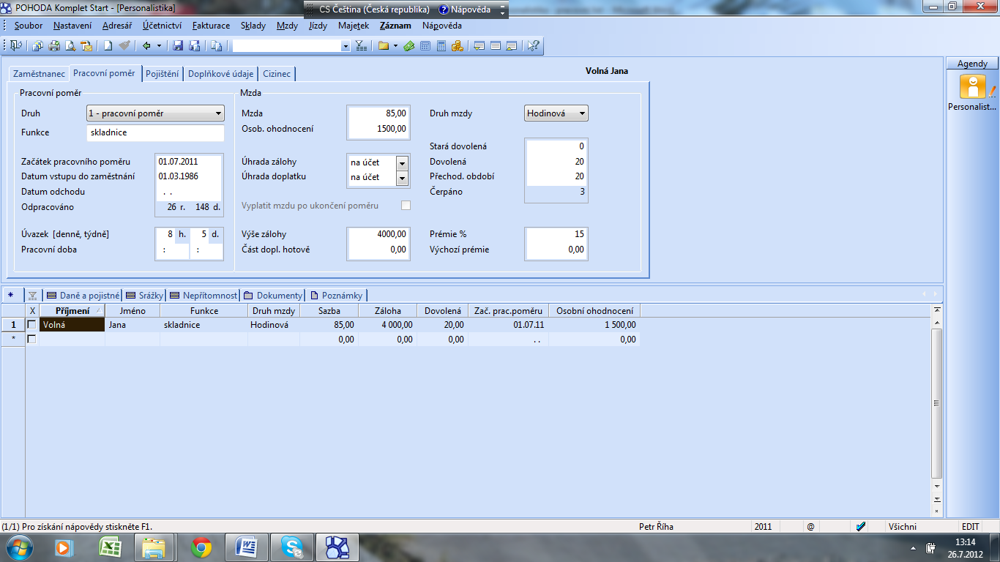 POHODA Komplet Start - [Personalistika]
CS Čeština (Česká republika) Nápověda
Soubor Nastavení Adresář Účetnictví Fakturace Sklady Mzdy Jízdy Majetek Záznam Nápověda
Agendy
Personalist...
Zaměstnanec Pracovní poměr Pojištění Doplňkové údaje Cizinec
Volná Jana
Pracovní poměr Mzda
Druh 1 - pracovní poměr Mzda 85,00 Druh mzdy Hodinová
Funkce skladnice Osob. ohodnocení 1500,00
Stará dovolená 0
Začátek pracovního poměru 01.07.2011 Úhrada zálohy na účet Dovolená 20
Datum vstupu do zaměstnání 01.03.1986 Úhrada doplatku na účet Přechod. období 20
Datum odchodu . . Čerpáno 3
Odpracováno 26 r. 148 d. Vyplatit mzdu po ukončení poměru
Úvazek [denně, týdně] 8 h. 5 d. Výše zálohy 4000,00 Prémie % 15
Pracovní doba : : Část dopl. hotově 0,00 Výchozí prémie 0,00
* Daně a pojistné Srážky Nepřítomnost Dokumenty Poznámky
X Příjmení Jméno Funkce Druh mzdy Sazba Záloha Dovolená Zač. prac.poměru Osobní ohodnocení
1 Volná Jana skladnice Hodinová 85,00 4 000,00 20,00 01.07.11 1 500,00
* 0,00 0,00 0,00 . . 0,00
(1/1) Pro získání nápovědy stiskněte F1. Petr Říha 2011 @ Všichni EDIT
13:14
26.7.2012